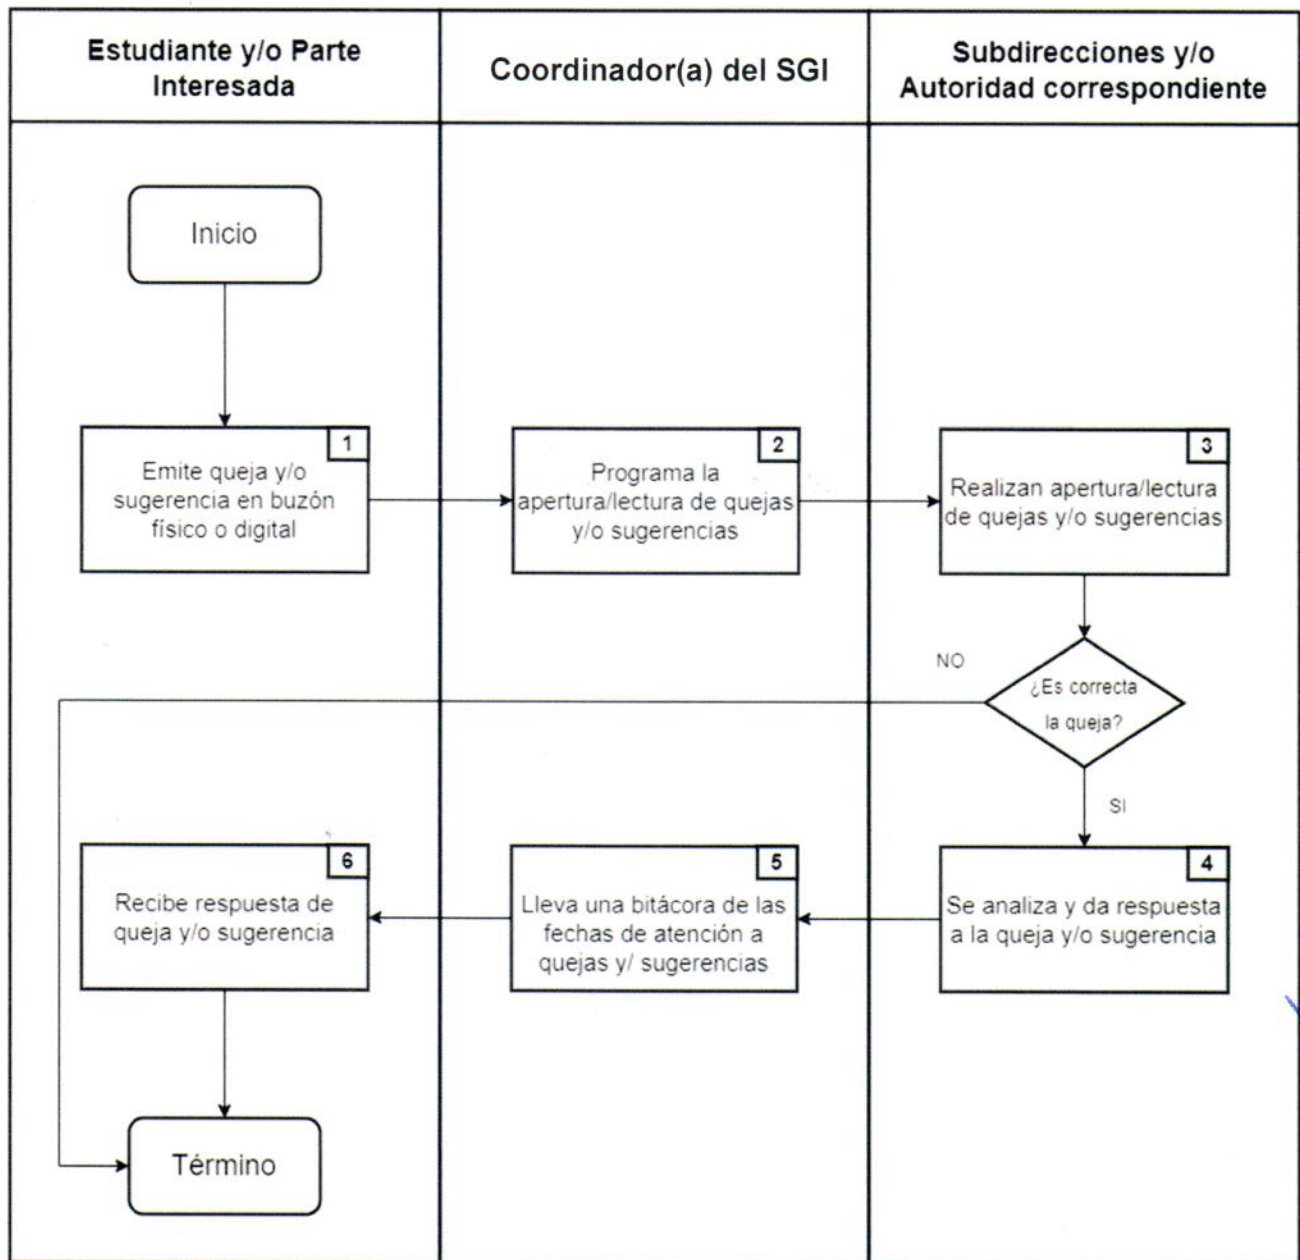 Estudiante y/o Parte
Interesada
Coordinador(a) del SGI
Subdirecciones y/o
Autoridad correspondiente
Inicio
1
Emite queja y/o
sugerencia en buzón
físico o digital
2
Programa la
apertura/lectura de quejas
y/o sugerencias
3
Realizan apertura/lectura
de quejas y/o sugerencias
NO
¿Es correcta
la queja?
SI
6
Recibe respuesta de
queja y/o sugerencia
5
Lleva una bitácora de las
fechas de atención a
quejas y/ sugerencias
4
Se analiza y da respuesta
a la queja y/o sugerencia
Término